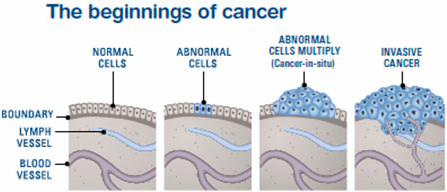 The beginnings of cancer
NORMAL
CELLS
ABNORMAL
CELLS
ABNORMAL
CELLS MULTIPLY
(Cancer-in-situ)
INVASIVE
CANCER
BOUNDARY
LYMPH
VESSEL
BLOOD
VESSEL